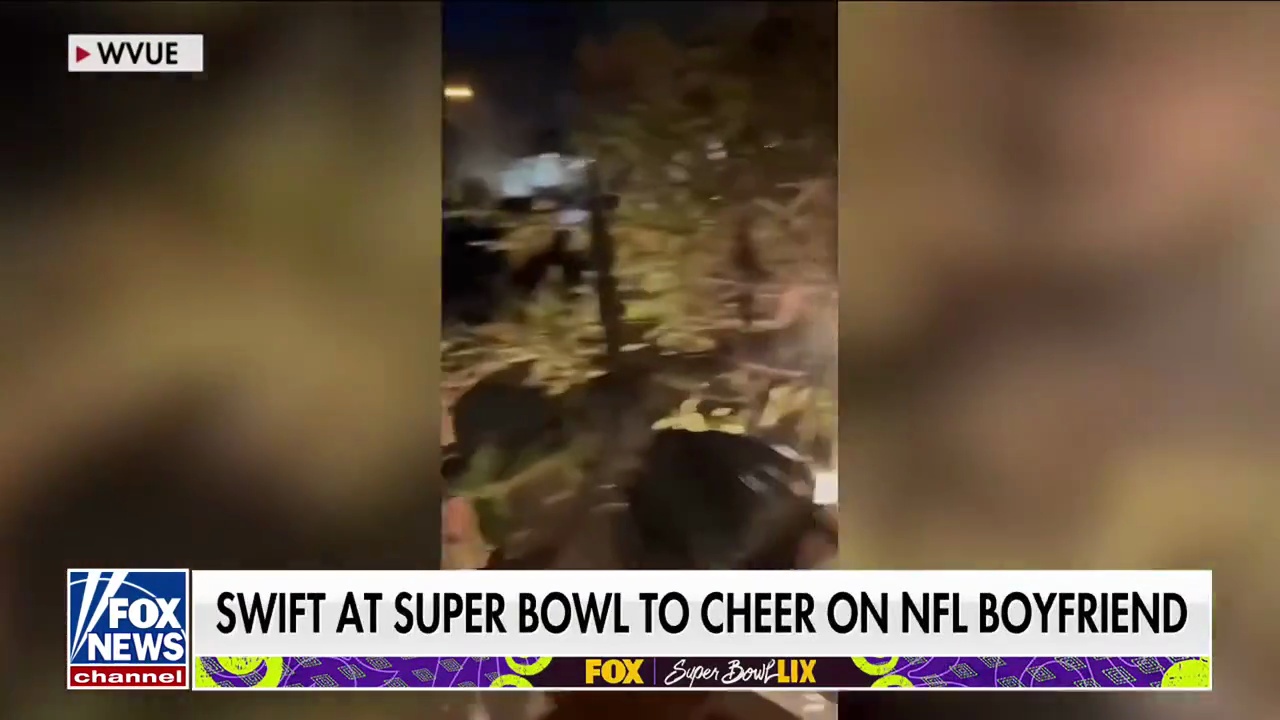 WVUE
SWIFT AT SUPER BOWL TO CHEER ON NFL BOYFRIEND
FOX
NEWS
channel
FOX Super Bowl LIX